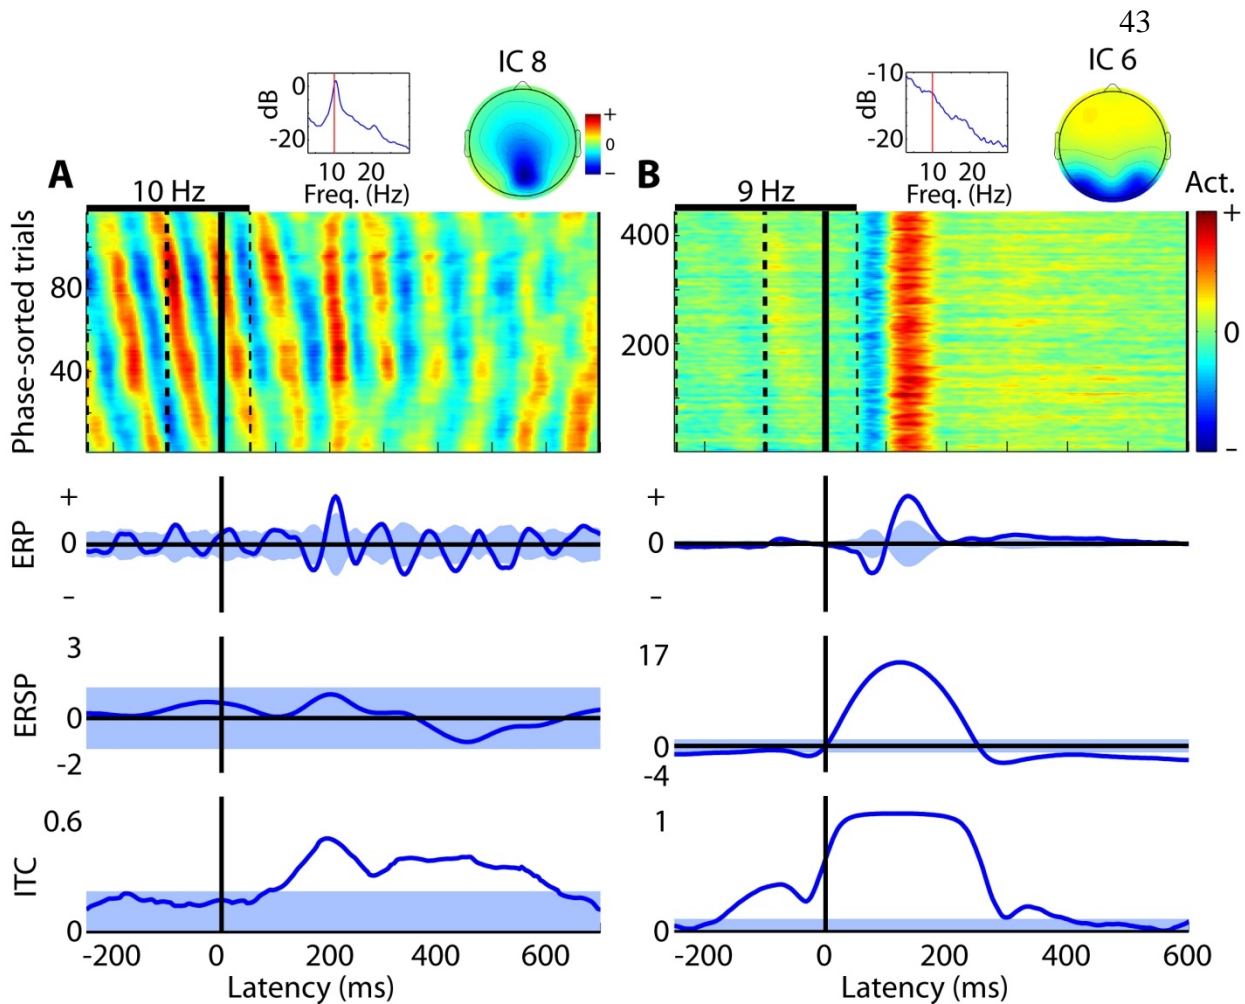 43
IC 8
IC 6
0
dB
-20
10 20
Freq. (Hz)
+
0
-
-10
dB
-20
10 20
Freq. (Hz)
A
10 Hz
B
9 Hz
Act.
+
0
-
Phase-sorted trials
80
40
400
200
ERP
+
0
-
+
0
-
ERSP
3
0
-2
17
0
-4
ITC
0.6
0
1
0
-200 0 200 400 600
Latency (ms)
-200 0 200 400 600
Latency (ms)